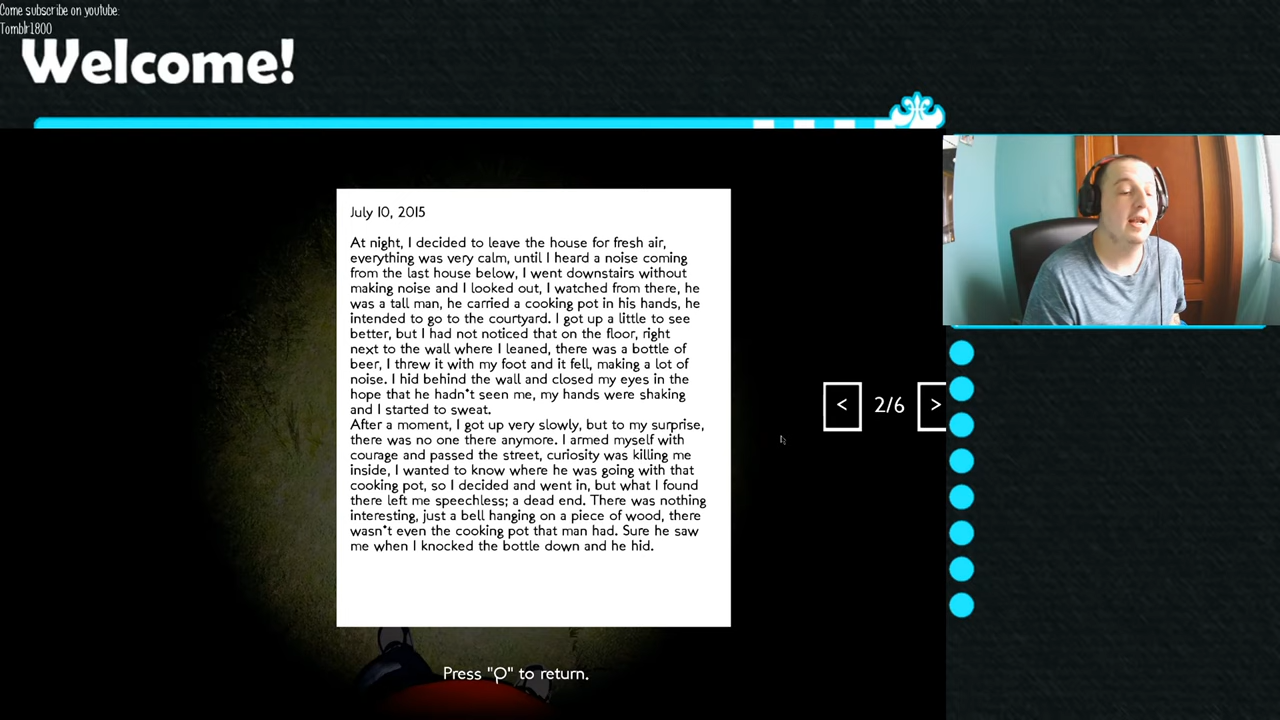 Come subscribe on youtube:
Tomblr1800
Welcome!
July 10, 2015
At night, I decided to leave the house for fresh air,
everything was very calm, until I heard a noise coming
from the last house below, I went downstairs without
making noise and I looked out, I watched from there, he
was a tall man, he carried a cooking pot in his hands, he
intended to go to the courtyard. I got up a little to see
better, but I had not noticed that on the floor, right
next to the wall where I leaned, there was a bottle of
beer, I threw it with my foot and it fell, making a lot of
noise. I hid behind the wall and closed my eyes in the
hope that he hadn*t seen me, my hands were shaking
and I started to sweat.
After a moment, I got up very slowly, but to my surprise,
there was no one there anymore. I armed myself with
courage and passed the street, curiosity was killing me
inside, I wanted to know where he was going with that
cooking pot, so I decided and went in, but what I found
there left me speechless; a dead end. There was nothing
interesting, just a bell hanging on a piece of wood, there
wasn*t even the cooking pot that man had. Sure he saw
me when I knocked the bottle down and he hid.
< 2/6 >
Press "Q" to return.